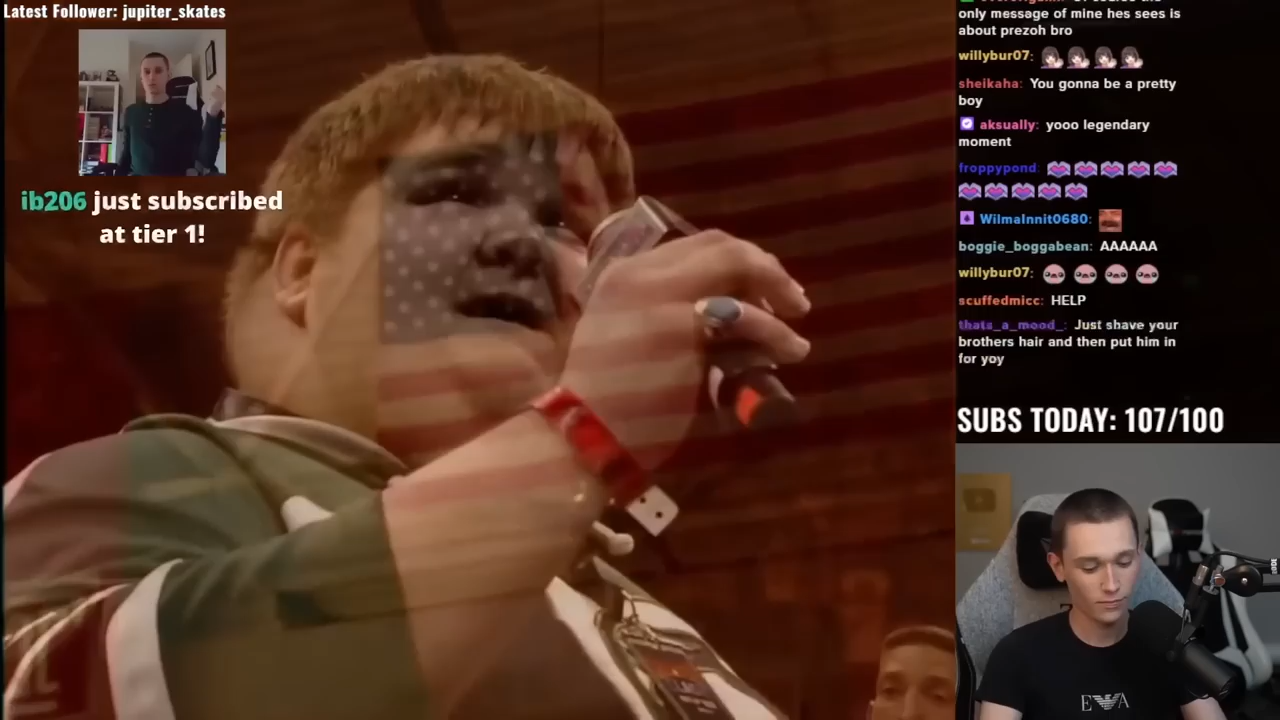 Latest Follower: jupiter_skates
ib206 just subscribed
at tier 1!
only message of mine hes sees is
about prezoh bro
willybur07:
sheikaha: You gonna be a pretty
boy
aksually: yooo legendary
moment
froppypond:
WilmaInnit0680:
boggie_boggabean: AAAAAA
willybur07:
scuffedmicc: HELP
thats_a_mood_: Just shave your
brothers hair and then put him in
for yoy
SUBS TODAY: 107/100